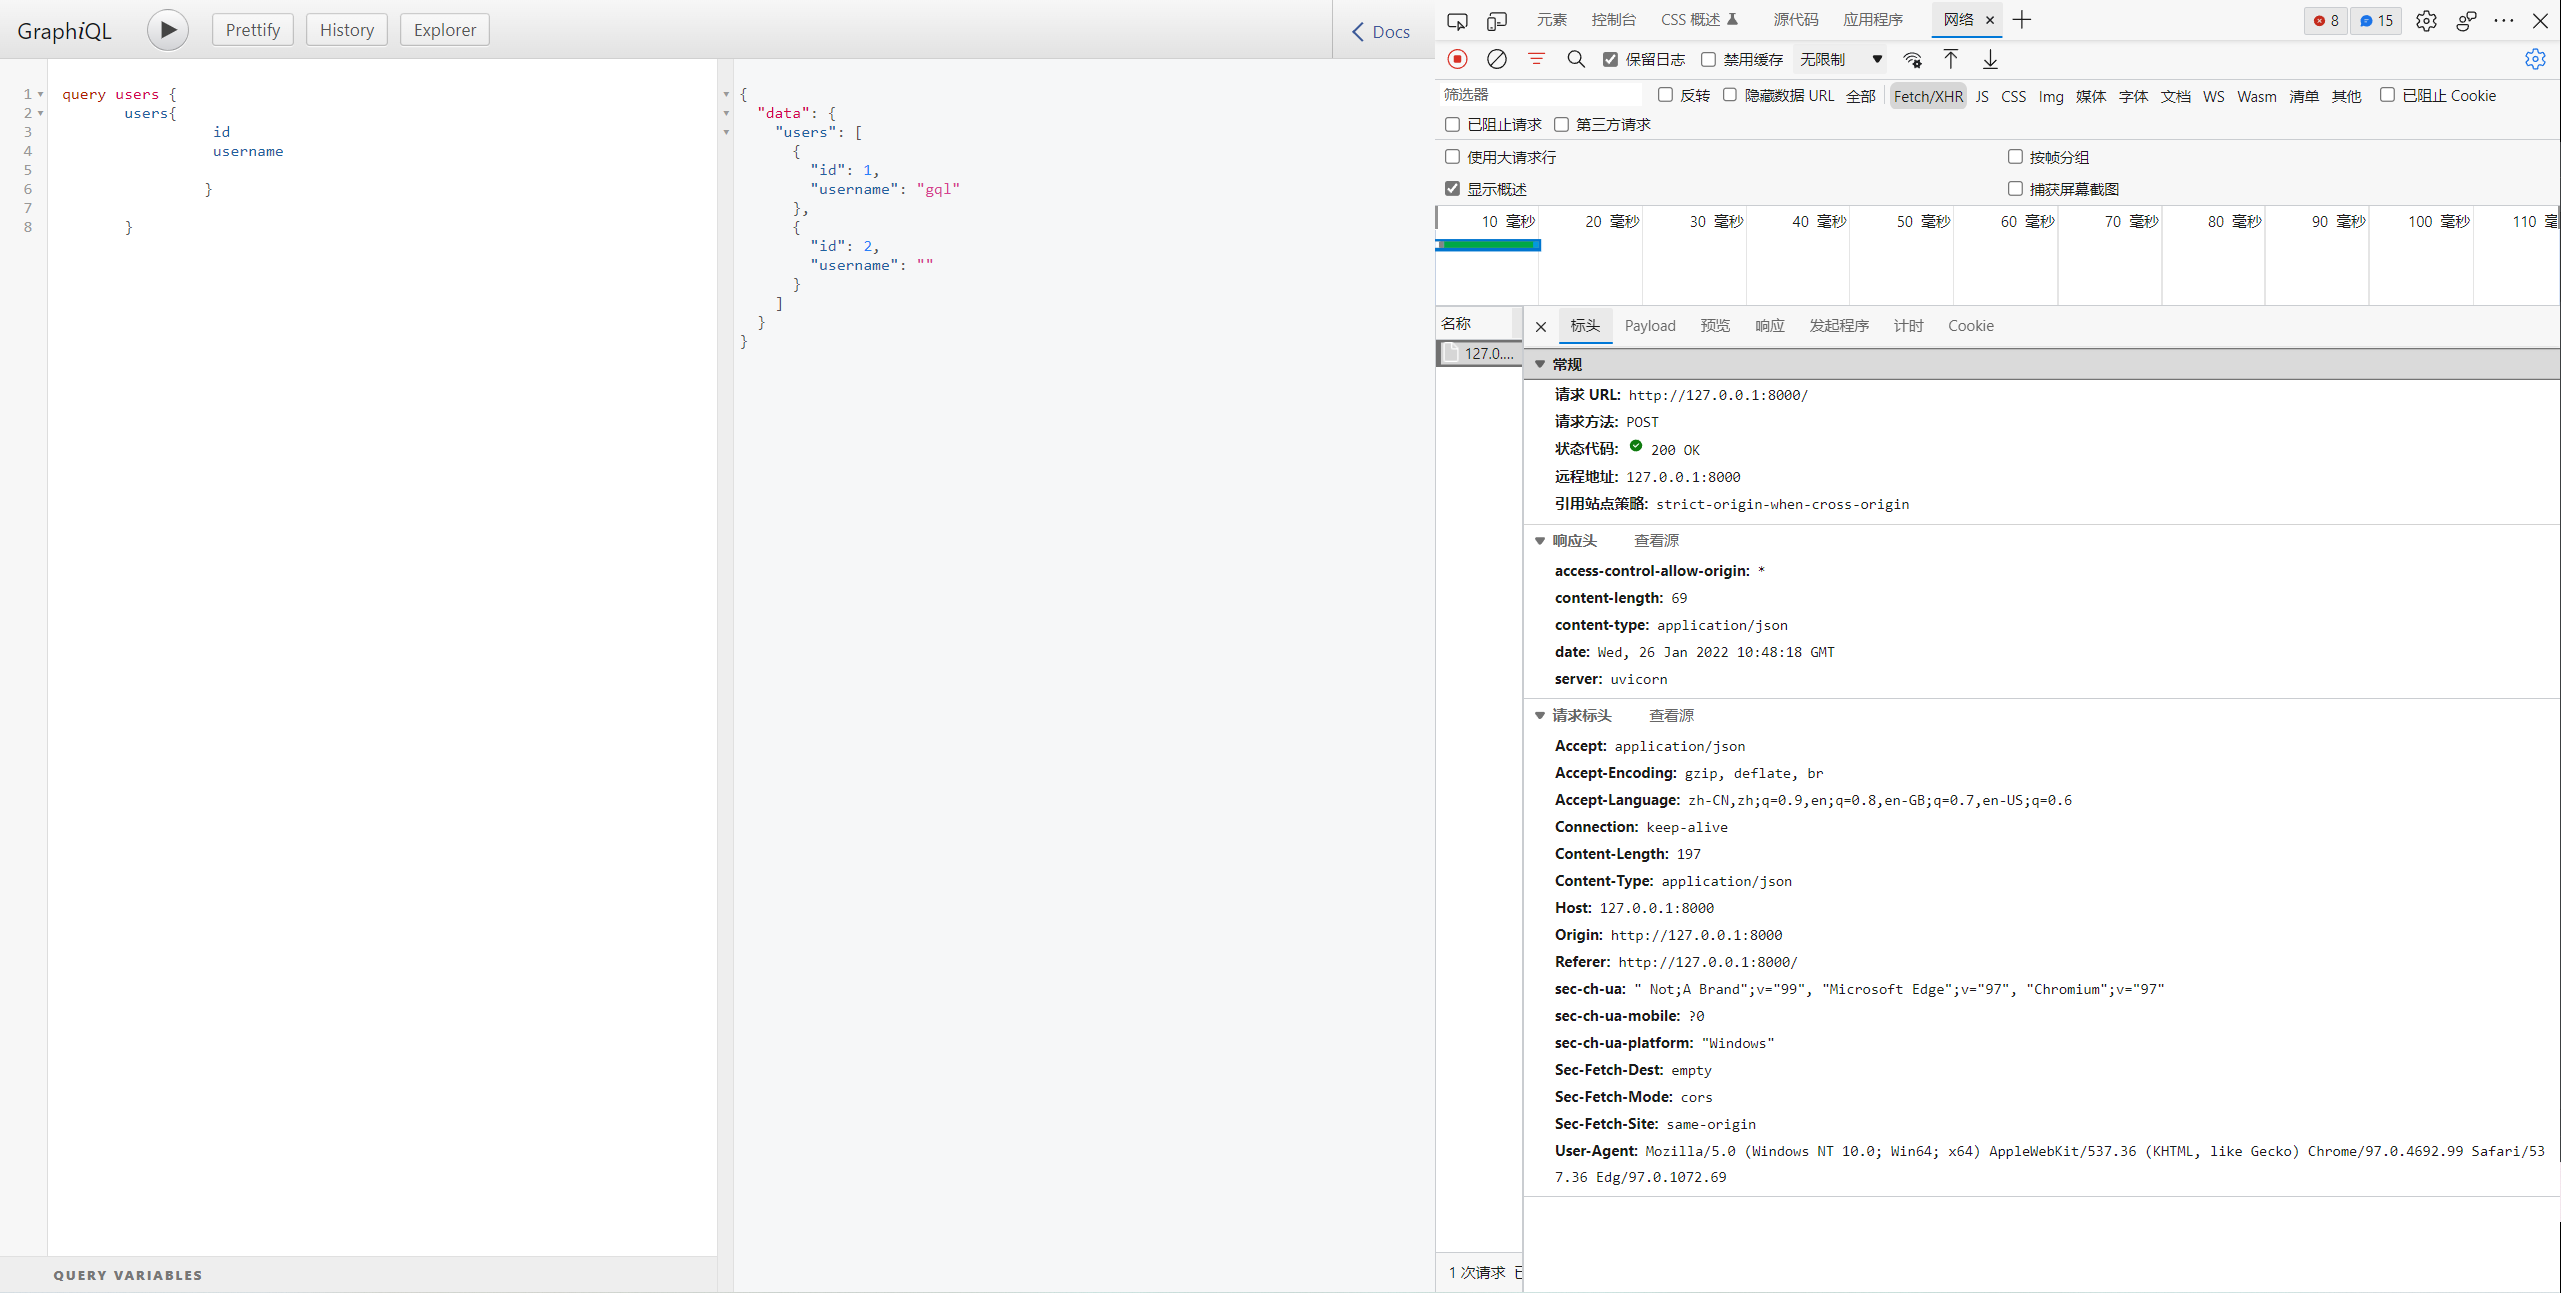 GraphiQL
Prettify
History
Explorer
Docs
1
2
3
4
5
6
7
8
query users {
users{
id
username
}
}
QUERY VARIABLES
{
"data": {
"users": [
{
"id": 1,
"username": "gql"
},
{
"id": 2,
"username": ""
}
]
}
}
元素 控制台 CSS 概述 源代码 应用程序 网络 8 15
保留日志 禁用缓存 无限制
筛选器 反转 隐藏数据 URL 全部 Fetch/XHR JS CSS Img 媒体 字体 文档 WS Wasm 清单 其他 已阻止 Cookie
已阻止请求 第三方请求
使用大请求行 按帧分组
显示概述 捕获屏幕截图
10 毫秒 20 毫秒 30 毫秒 40 毫秒 50 毫秒 60 毫秒 70 毫秒 80 毫秒 90 毫秒 100 毫秒 110
名称
127.0....
1 次请求
标头 Payload 预览 响应 发起程序 计时 Cookie
常规
请求 URL: http://127.0.0.1:8000/
请求方法: POST
状态代码: 200 OK
远程地址: 127.0.0.1:8000
引用站点策略: strict-origin-when-cross-origin
响应头 查看源
access-control-allow-origin: *
content-length: 69
content-type: application/json
date: Wed, 26 Jan 2022 10:48:18 GMT
server: uvicorn
请求标头 查看源
Accept: application/json
Accept-Encoding: gzip, deflate, br
Accept-Language: zh-CN,zh;q=0.9,en;q=0.8,en-GB;q=0.7,en-US;q=0.6
Connection: keep-alive
Content-Length: 197
Content-Type: application/json
Host: 127.0.0.1:8000
Origin: http://127.0.0.1:8000
Referer: http://127.0.0.1:8000/
sec-ch-ua: " Not;A Brand";v="99", "Microsoft Edge";v="97", "Chromium";v="97"
sec-ch-ua-mobile: ?0
sec-ch-ua-platform: "Windows"
Sec-Fetch-Dest: empty
Sec-Fetch-Mode: cors
Sec-Fetch-Site: same-origin
User-Agent: Mozilla/5.0 (Windows NT 10.0; Win64; x64) AppleWebKit/537.36 (KHTML, like Gecko) Chrome/97.0.4692.99 Safari/53
7.36 Edg/97.0.1072.69